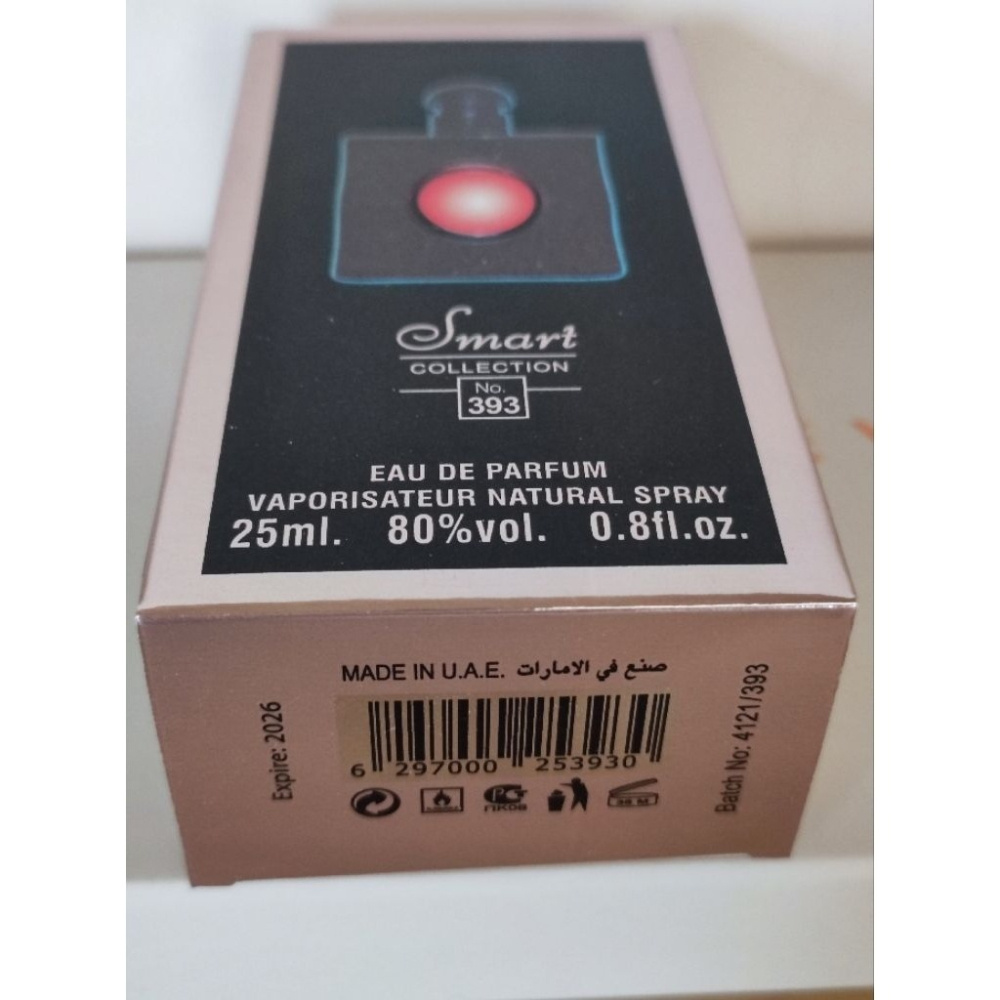 Smart
COLLECTION
No.
393
EAU DE PARFUM
VAPORISATEUR NATURAL SPRAY
25ml. 80%vol. 0.8fl.oz.
MADE IN U.A.E. صنع في الامارات
Expire: 2026
6 297000 253930
Batch No: 4121/393
36 M